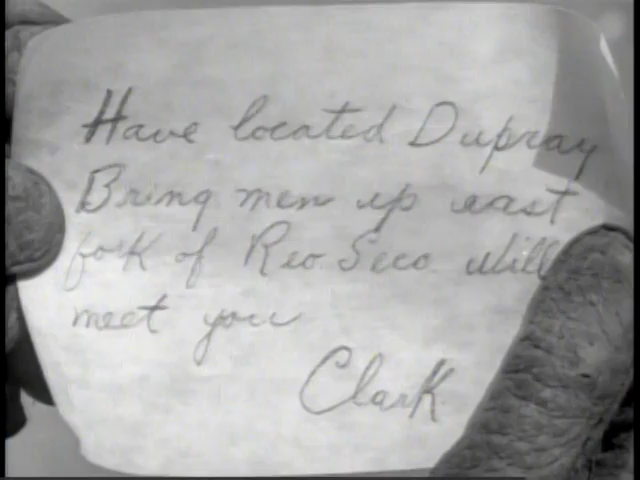 Have located Dupray
Bring men up east
fork of Rio Seco Will
meet you
Clark